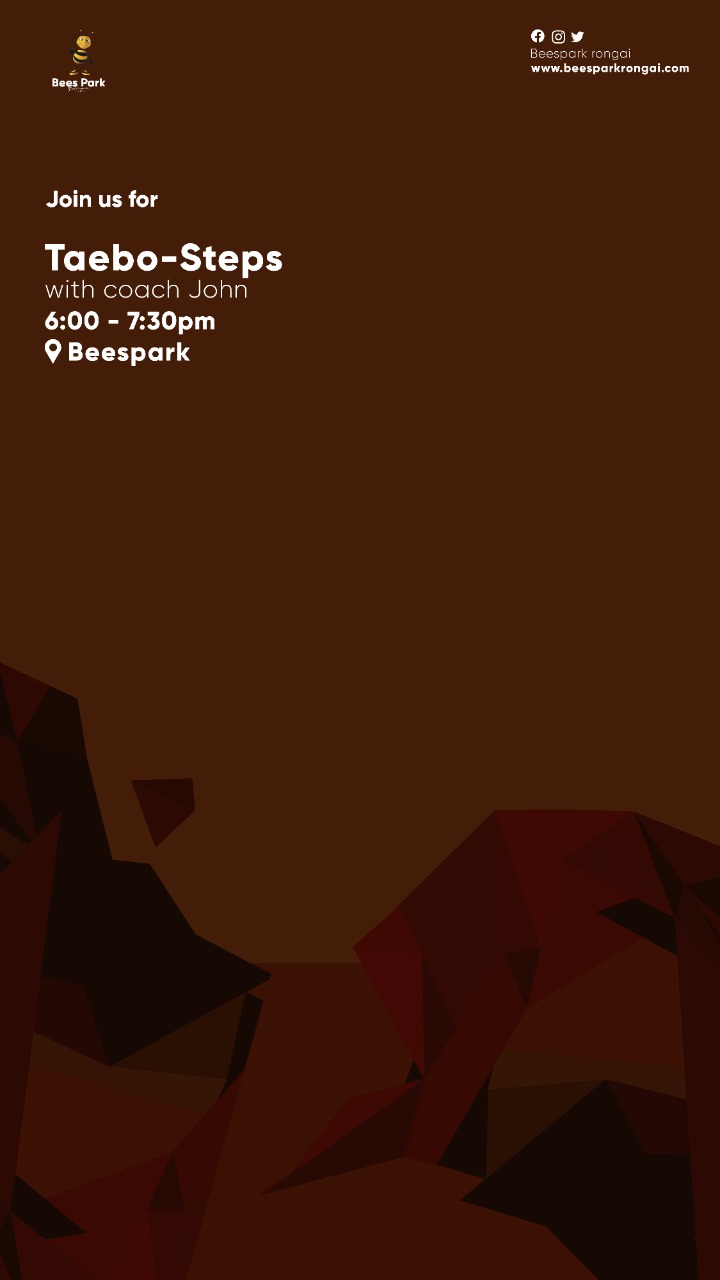 Bees Park
Beespark rongai
www.beesparkrongai.com
Join us for
Taebo-Steps
with coach John
6:00 - 7:30pm
Beespark